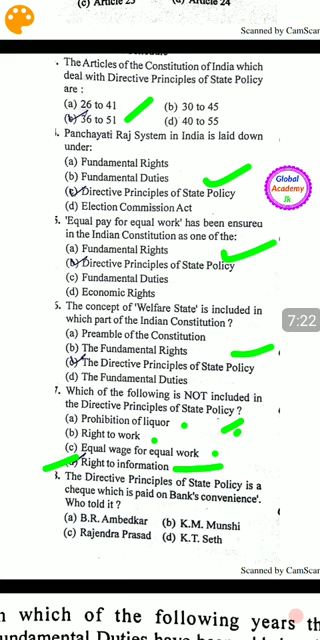 (c) Article 23 (d) Article 24
Scanned by CamScan
. The Articles of the Constitution of India which
deal with Directive Principles of State Policy
are :
(a) 26 to 41 (b) 30 to 45
36 to 51 (d) 40 to 55
Panchayati Raj System in India is laid down
under:
(a) Fundamental Rights
(b) Fundamental Duties
(c) Directive Principles of State Policy
(d) Election Commission Act
Global
Academy
Jk
5. 'Equal pay for equal work' has been ensured
in the Indian Constitution as one of the:
(a) Fundamental Rights
(b) Directive Principles of State Policy
(c) Fundamental Duties
(d) Economic Rights
The concept of 'Welfare State' is included in
which part of the Indian Constitution ?
7:22
(a) Preamble of the Constitution
(b) The Fundamental Rights
The Directive Principles of State Policy
(d) The Fundamental Duties
7. Which of the following is NOT included in
the Directive Principles of State Policy ?
(a) Prohibition of liquor
(b) Right to work
(c) Equal wage for equal work
Right to information
The Directive Principles of State Policy is a
cheque which is paid on Bank's convenience'.
Who told it ?
(a) B.R. Ambedkar (b) K.M. Munshi
(c) Rajendra Prasad (d) K.T. Seth
Scanned by CamScan
which of the following years th